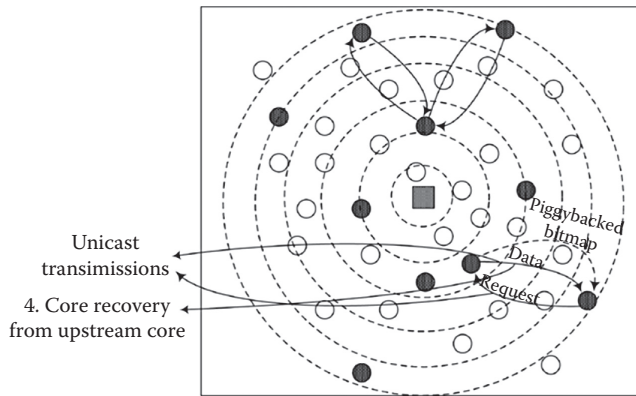 Piggybacked
bitmap
Unicast
transimissions
Data
Request
4. Core recovery
from upstream core